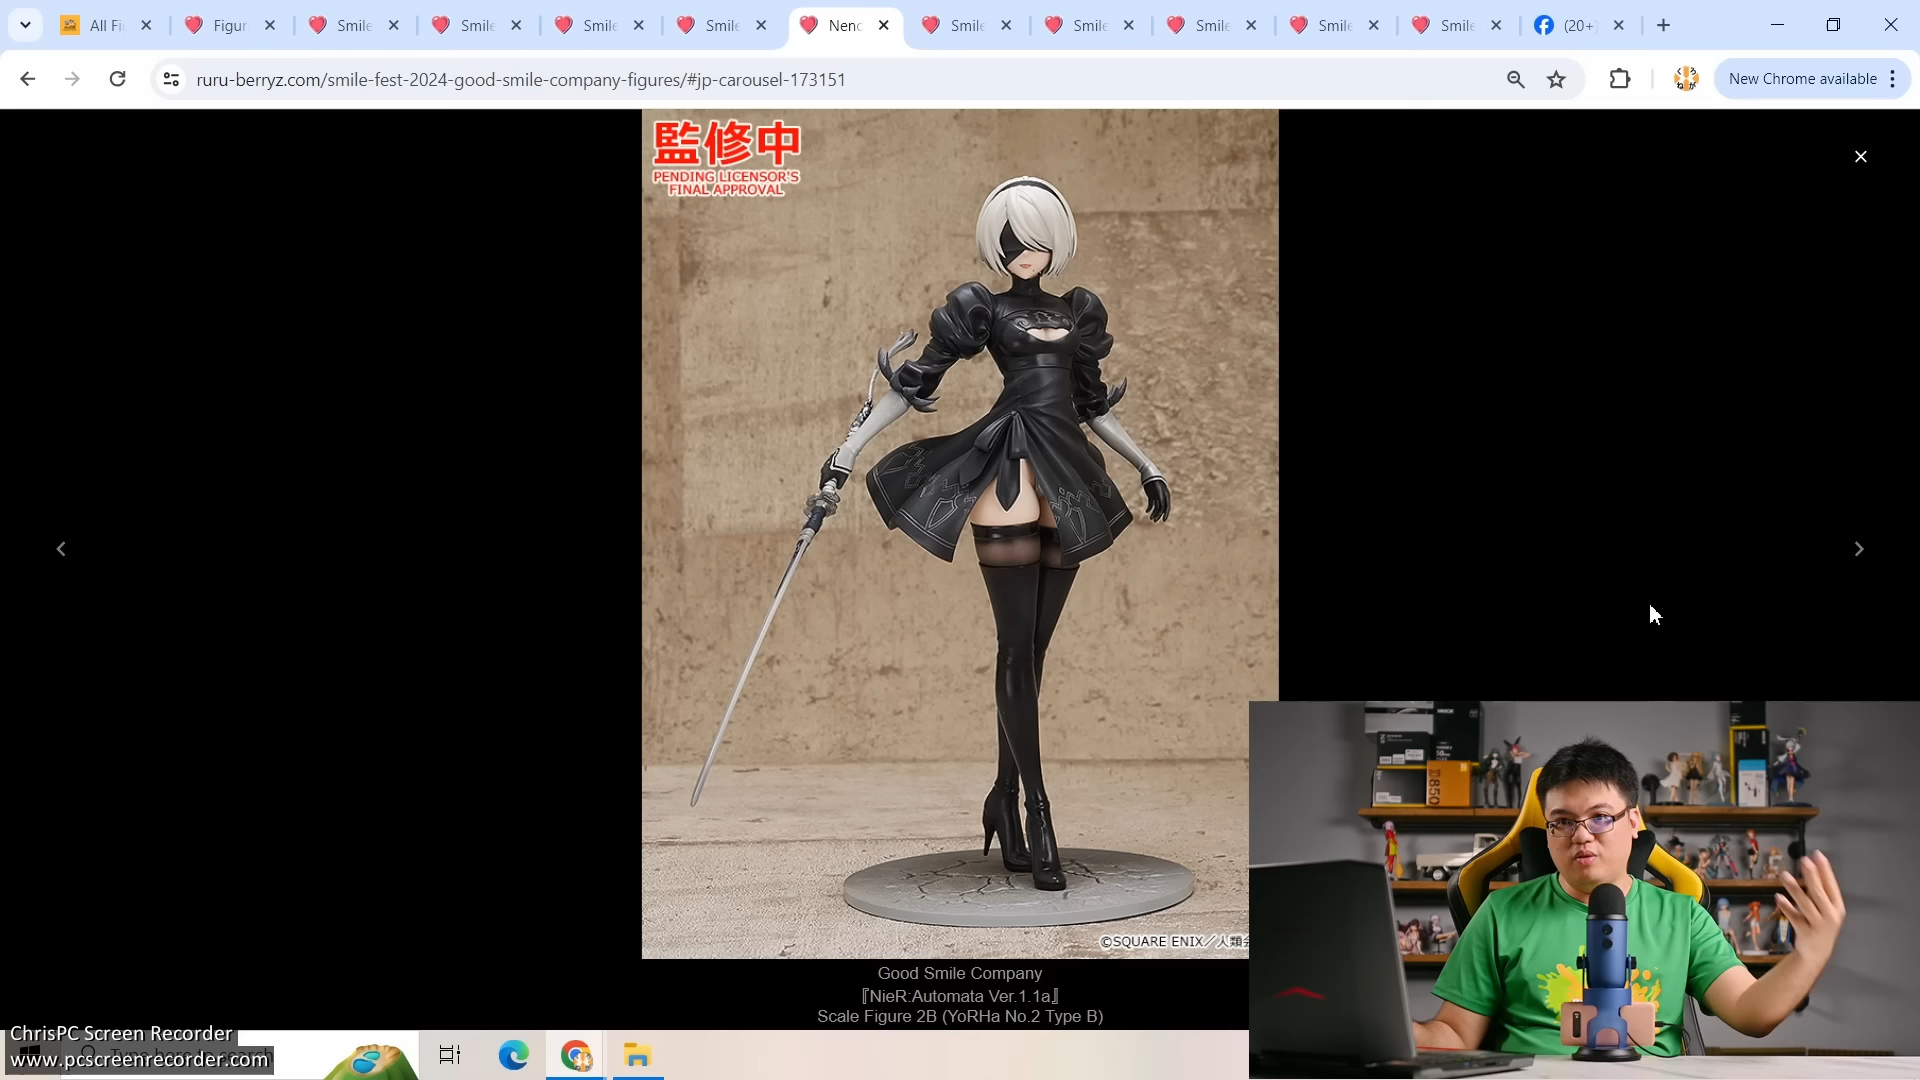 All Fi
Figur
Smile
Smile
Smile
Smile
Nenc
Smile
Smile
Smile
Smile
Smile
(20+)
ruru-berryz.com/smile-fest-2024-good-smile-company-figures/#jp-carousel-173151
New Chrome available
監修中
PENDING LICENSOR'S
FINAL APPROVAL
©SQUARE ENIX／人類
Good Smile Company
『NieR:Automata Ver.1.1a』
Scale Figure 2B (YoRHa No.2 Type B)
D850
ChrisPC Screen Recorder
www.pcscreenrecorder.com